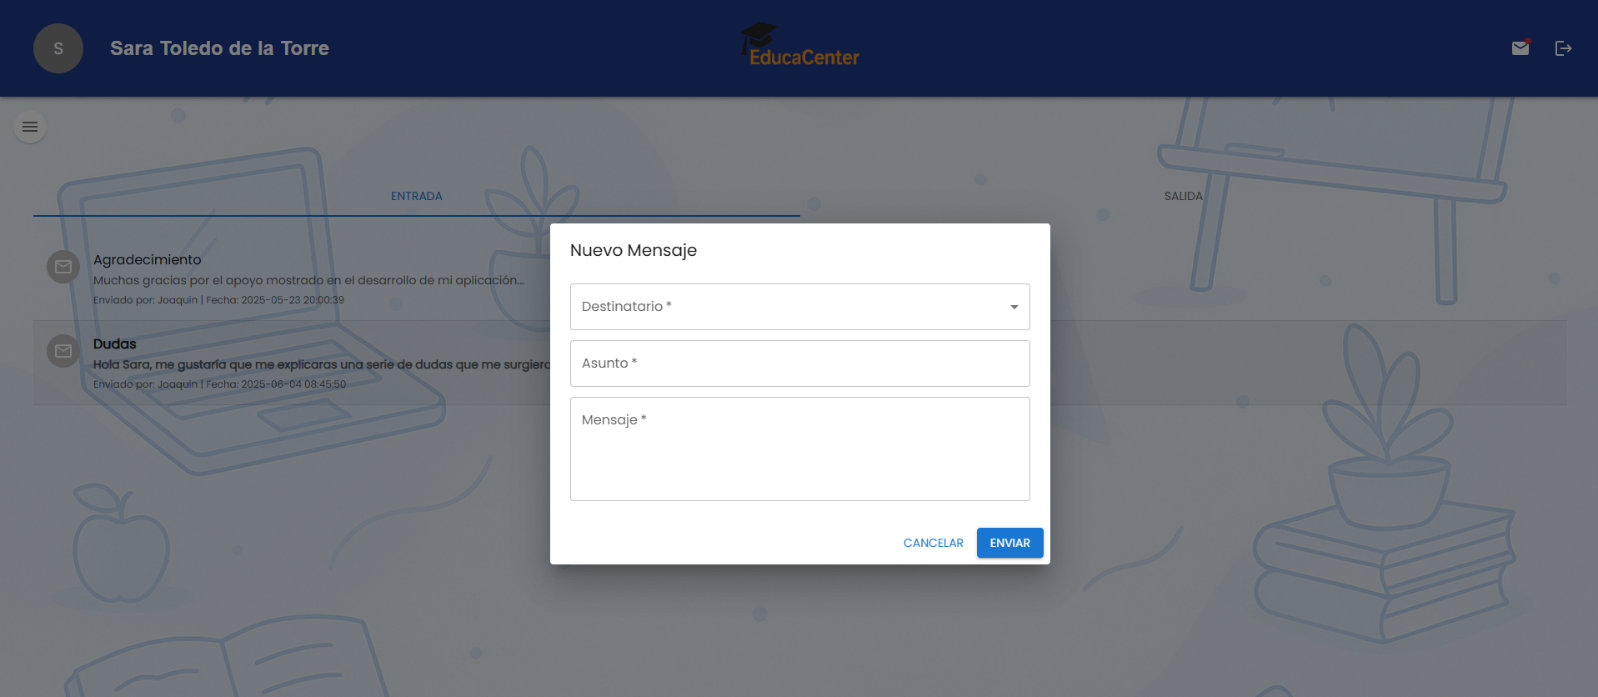 S
Sara Toledo de la Torre
EducaCenter
ENTRADA
SALIDA
Agradecimiento
Muchas gracias por el apoyo mostrado en el desarrollo de mi aplicación...
Enviado por: Joaquin | Fecha: 2025-05-23 20:00:39
Dudas
Hola Sara, me gustaría que me explicaras una serie de dudas que me surgiero
Enviado por: Joaquin | Fecha: 2025-06-04 08:45:50
Nuevo Mensaje
Destinatario *
Asunto *
Mensaje *
CANCELAR
ENVIAR